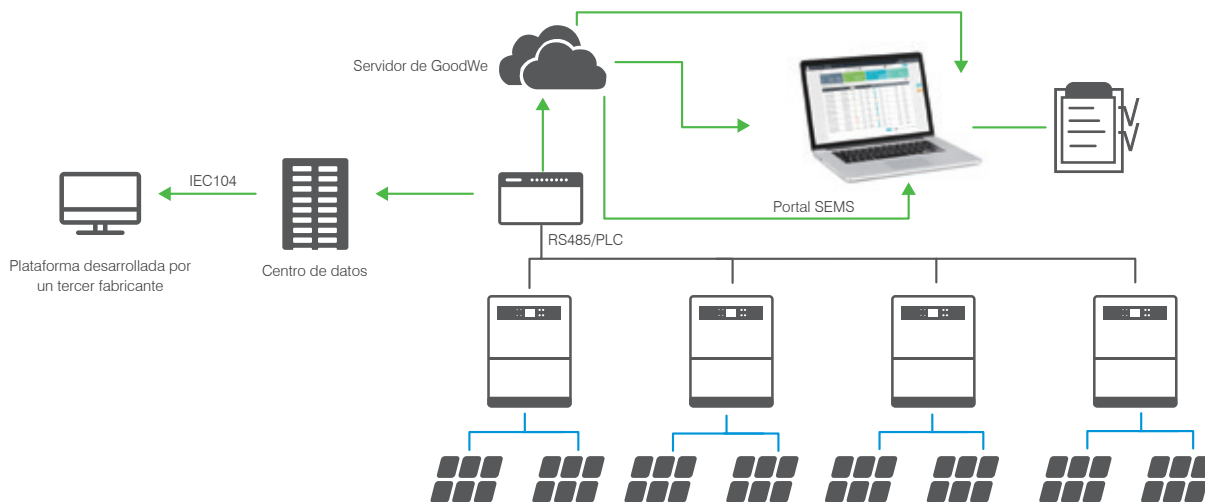 Servidor de GoodWe
IEC104
Portal SEMS
RS485/PLC
Plataforma desarrollada por
un tercer fabricante
Centro de datos